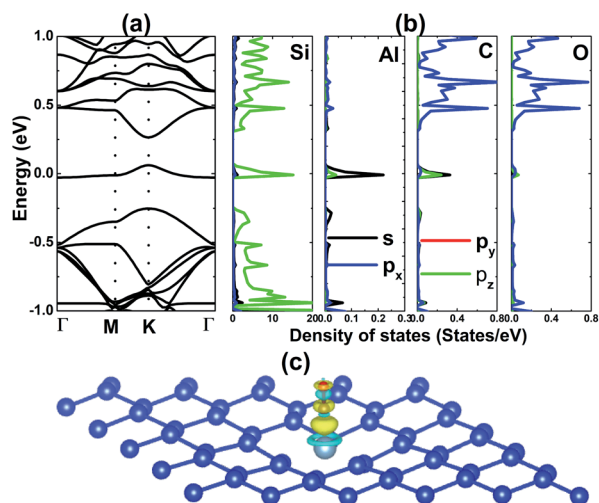 (a)
(b)
Si
Al
C
O
Energy (eV)
1.0
0.5
0.0
-0.5
-1.0
s
p_x
p_y
p_z
Γ M K Γ
0 10 20 0.0 0.1 0.2 0.3 0.0 0.4 0.8 0.0 0.4 0.8
Density of states (States/eV)
(c)